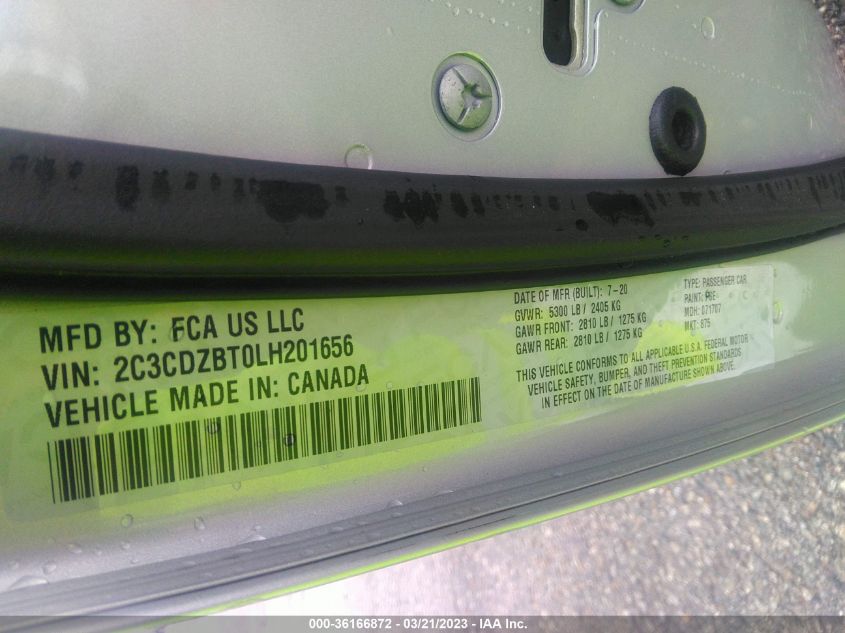 MFD BY: FCA US LLC
VIN: 2C3CDZBT0LH201656
VEHICLE MADE IN: CANADA
DATE OF MFR (BUILT): 7-20
GVWR: 5300 LB / 2405 KG
GAWR FRONT: 2810 LB / 1275 KG
GAWR REAR: 2810 LB / 1275 KG
TYPE: PASSENGER CAR
PAINT:
MDH: 071707
MKT: 875
THIS CONFORMS TO ALL APPLICABLE U.S.A. FEDERAL MOTOR
VEHICLE SAFETY, BUMPER, AND THEFT PREVENTION STANDARDS
IN EFFECT ON THE DATE OF MANUFACTURE SHOWN ABOVE.
000-36166872 - 03/21/2023 - IAA Inc.